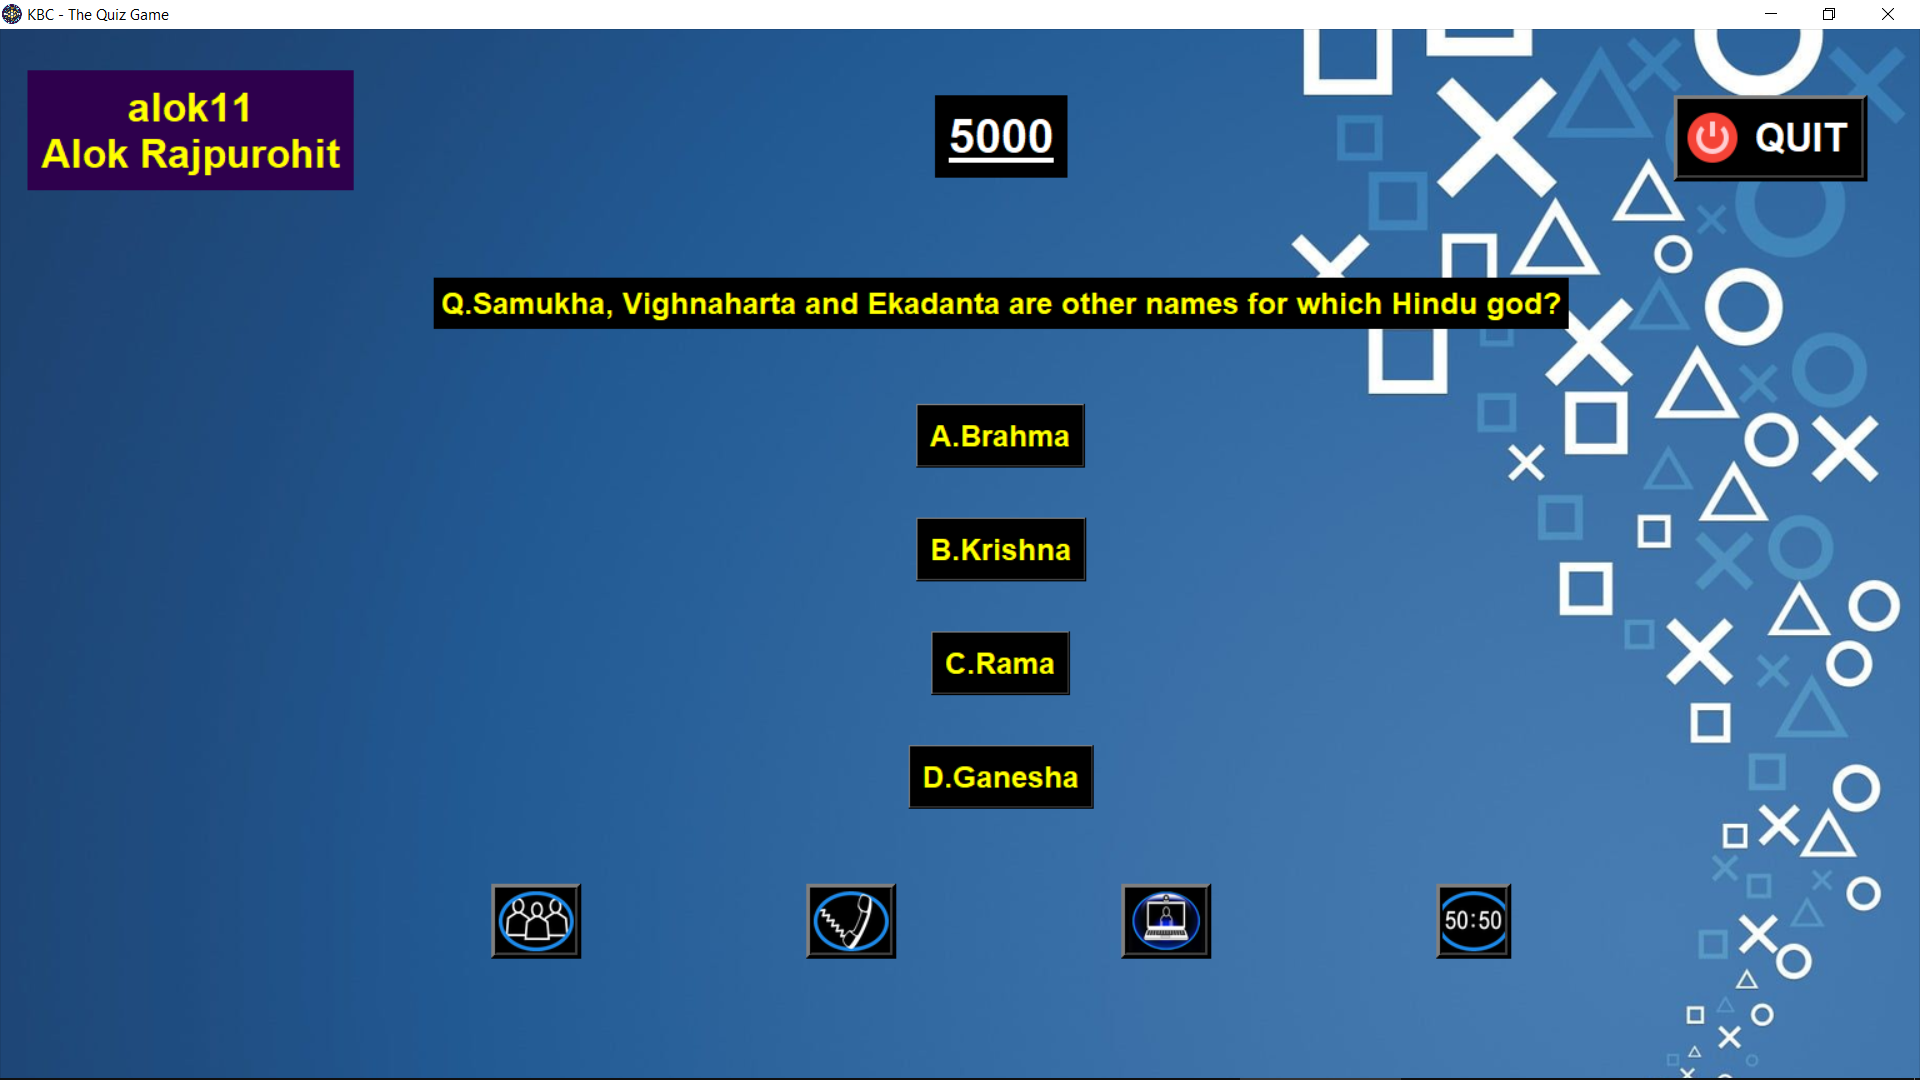 KBC - The Quiz Game
alok11
Alok Rajpurohit
5000
QUIT
Q.Samukha, Vighnaharta and Ekadanta are other names for which Hindu god?
A.Brahma
B.Krishna
C.Rama
D.Ganesha
50:50